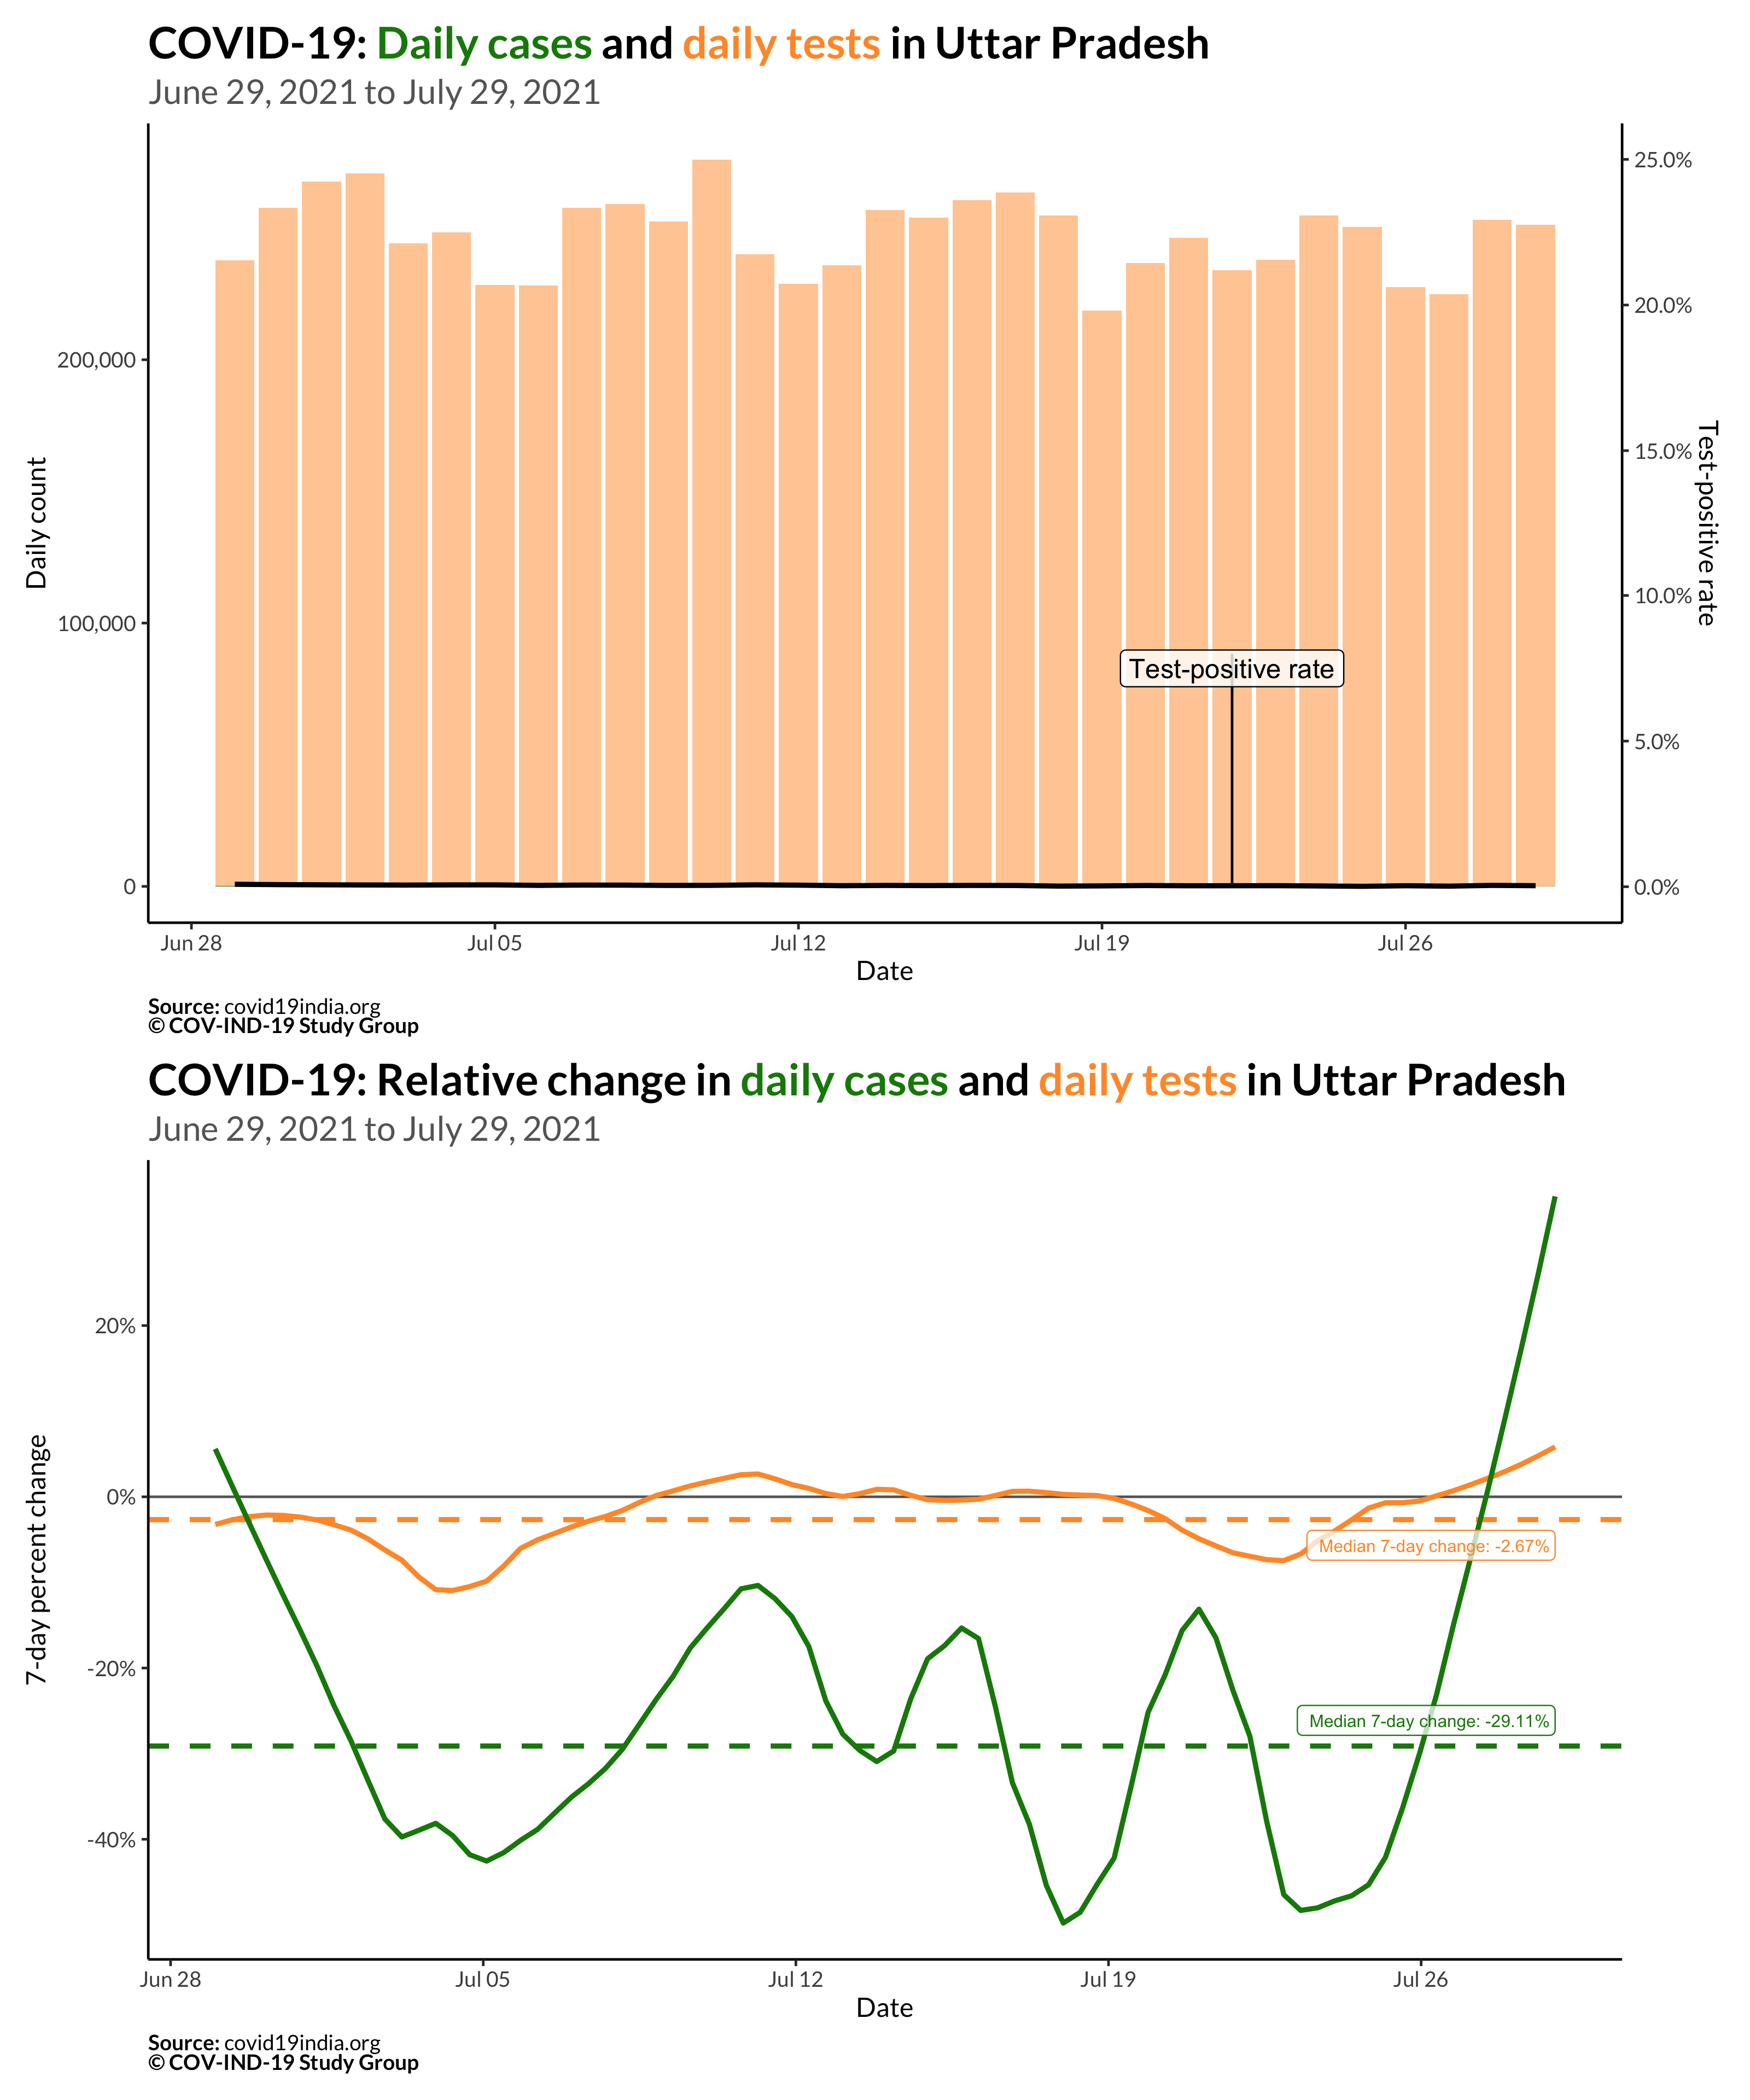 COVID-19: Daily cases and daily tests in Uttar Pradesh
June 29, 2021 to July 29, 2021
Daily count
200,000
100,000
0
25.0%
20.0%
15.0%
10.0%
5.0%
0.0%
Test-positive rate
Test-positive rate
Jun 28 Jul 05 Jul 12 Jul 19 Jul 26
Date
Source: covid19india.org
© COV-IND-19 Study Group
COVID-19: Relative change in daily cases and daily tests in Uttar Pradesh
June 29, 2021 to July 29, 2021
7-day percent change
20%
0%
-20%
-40%
Median 7-day change: -2.67%
Median 7-day change: -29.11%
Jun 28 Jul 05 Jul 12 Jul 19 Jul 26
Date
Source: covid19india.org
© COV-IND-19 Study Group